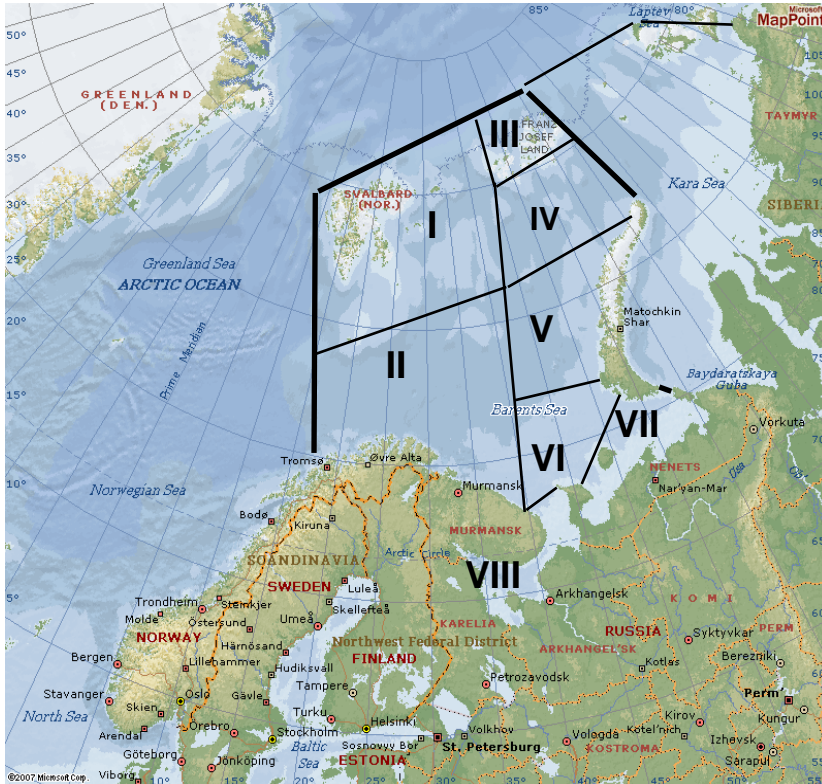 Microsoft
MapPoint
85°
80°
Laptev
Sea
50°
45°
40°
35°
30°
25°
20°
15°
10°
5°
GREENLAND
(DEN.)
TAYMYR
III
FRANZ
JOSEF
LAND
Kara Sea
SVALBARD
(NOR.)
I
IV
SIBERIA
Greenland Sea
ARCTIC OCEAN
Prime Meridian
Matochkin
Shar
V
II
Baydaratskaya
Guba
Barents Sea
VII
Vorkuta
VI
Tromsø
Øvre Alta
NENETS
Usa
Ob'
Nar'yan-Mar
Norwegian Sea
Murmansk
Bodø
Kiruna
MURMANSK
SCANDINAVIA
Arctic Circle
VIII
SWEDEN
Luleå
Arkhangelsk
KOMI
Trondheim
Steinkjer
Skellefteå
Molde
Östersund
Umeå
KARELIA
RUSSIA
PERM
NORWAY
Northwest Federal District
ARKHANGEL'SK
Syktyvkar
Härnösand
FINLAND
Bergen
Lillehammer
Hudiksvall
Kotlas
Berezniki
Tampere
Petrozavodsk
Stavanger
Oslo
Gävle
Perm'
North Sea
Skien
Turku
Helsinki
Kirov
Kungur
Arendal
Örebro
Stockholm
Volkhov
Vologda
Kotel'nich
Göteborg
Baltic
Sea
Sosnovyy Bor
St. Petersburg
Izhevsk
Jönköping
ESTONIA
KOSTROMA
Sarapul
Viborg
©2007 Microsoft Corp.
10°
15°